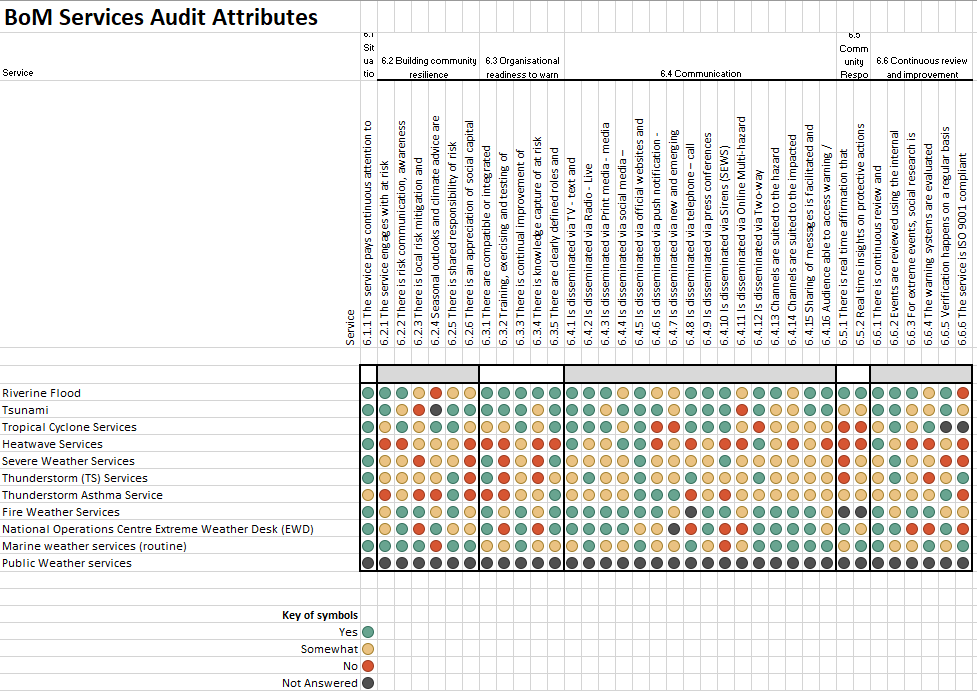 BoM Services Audit Attributes
6.1
Sit
ua
tio
6.2 Building community
resilience
6.3 Organisational
readiness to warn
6.4 Communication
6.5
Comm
unity
Respo
6.6 Continuous review
and improvement
Service
Service
6.1.1 The service pays continuous attention to
6.2.1 The service engages with at risk
6.2.2 There is risk communication, awareness
6.2.3 There is local risk mitigation and
6.2.4 Seasonal outlooks and climate advice are
6.2.5 There is shared responsibility of risk
6.2.6 There is an appreciation of social capital
6.3.1 There are compatible or integrated
6.3.2 Training, exercising and testing of
6.3.3 There is continual improvement of
6.3.4 There is knowledge capture of at risk
6.3.5 There are clearly defined roles and
6.4.1 Is disseminated via TV - text and
6.4.2 Is disseminated via Radio - Live
6.4.3 Is disseminated via Print media - media
6.4.4 Is disseminated via social media –
6.4.5 Is disseminated via official websites and
6.4.6 Is disseminated via push notification -
6.4.7 Is disseminated via new and emerging
6.4.8 Is disseminated via telephone – call
6.4.9 Is disseminated via press conferences
6.4.10 Is disseminated via Sirens (SEWS)
6.4.11 Is disseminated via Online Multi-hazard
6.4.12 Is disseminated via Two-way
6.4.13 Channels are suited to the hazard
6.4.14 Channels are suited to the impacted
6.4.15 Sharing of messages is facilitated and
6.4.16 Audience able to access warning /
6.5.1 There is real time affirmation that
6.5.2 Real time insights on protective actions
6.6.1 There is continuous review and
6.6.2 Events are reviewed using the internal
6.6.3 For extreme events, social research is
6.6.4 The warning systems are evaluated
6.6.5 Verification happens on a regular basis
6.6.6 The service is ISO 9001 compliant
Riverine Flood
Tsunami
Tropical Cyclone Services
Heatwave Services
Severe Weather Services
Thunderstorm (TS) Services
Thunderstorm Asthma Service
Fire Weather Services
National Operations Centre Extreme Weather Desk (EWD)
Marine weather services (routine)
Public Weather services
Key of symbols
Yes
Somewhat
No
Not Answered